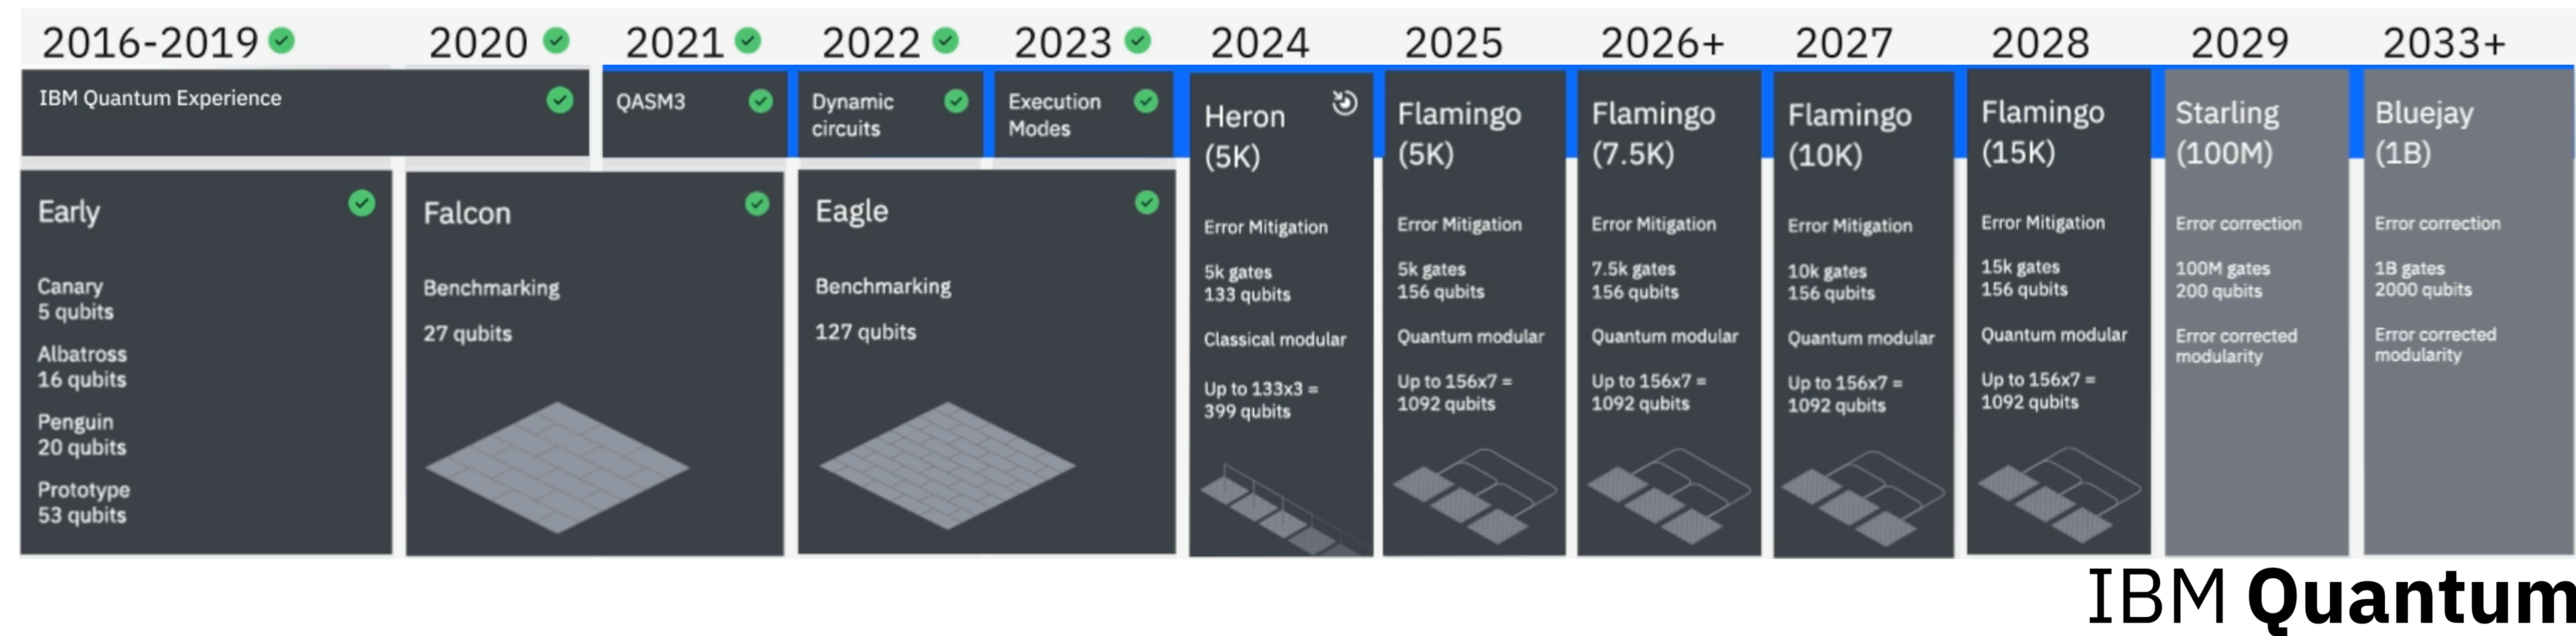 2016-2019
2020
2021
2022
2023
2024
2025
2026+
2027
2028
2029
2033+
IBM Quantum Experience
QASM3
Dynamic
circuits
Execution
Modes
Early
Canary
5 qubits
Albatross
16 qubits
Penguin
20 qubits
Prototype
53 qubits
Falcon
Benchmarking
27 qubits
Eagle
Benchmarking
127 qubits
Heron
(5K)
Error Mitigation
5k gates
133 qubits
Classical modular
Up to 133x3 =
399 qubits
Flamingo
(5K)
Error Mitigation
5k gates
156 qubits
Quantum modular
Up to 156x7 =
1092 qubits
Flamingo
(7.5K)
Error Mitigation
7.5k gates
156 qubits
Quantum modular
Up to 156x7 =
1092 qubits
Flamingo
(10K)
Error Mitigation
10k gates
156 qubits
Quantum modular
Up to 156x7 =
1092 qubits
Flamingo
(15K)
Error Mitigation
15k gates
156 qubits
Quantum modular
Up to 156x7 =
1092 qubits
Starling
(100M)
Error correction
100M gates
200 qubits
Error corrected
modularity
Bluejay
(1B)
Error correction
1B gates
2000 qubits
Error corrected
modularity
IBM Quantum